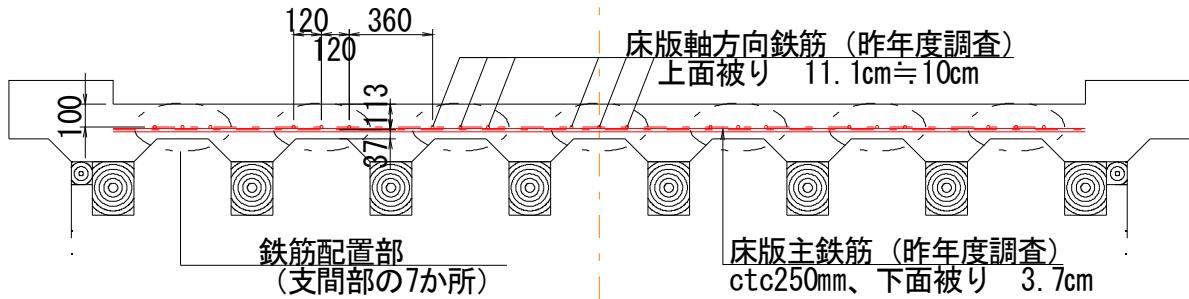 120
360
120
床版軸方向鉄筋（昨年度調査）
上面被り　11.1cm≒10cm
100
113
37
鉄筋配置部
（支間部の7か所）
床版主鉄筋（昨年度調査）
ctc250mm、下面被り　3.7cm